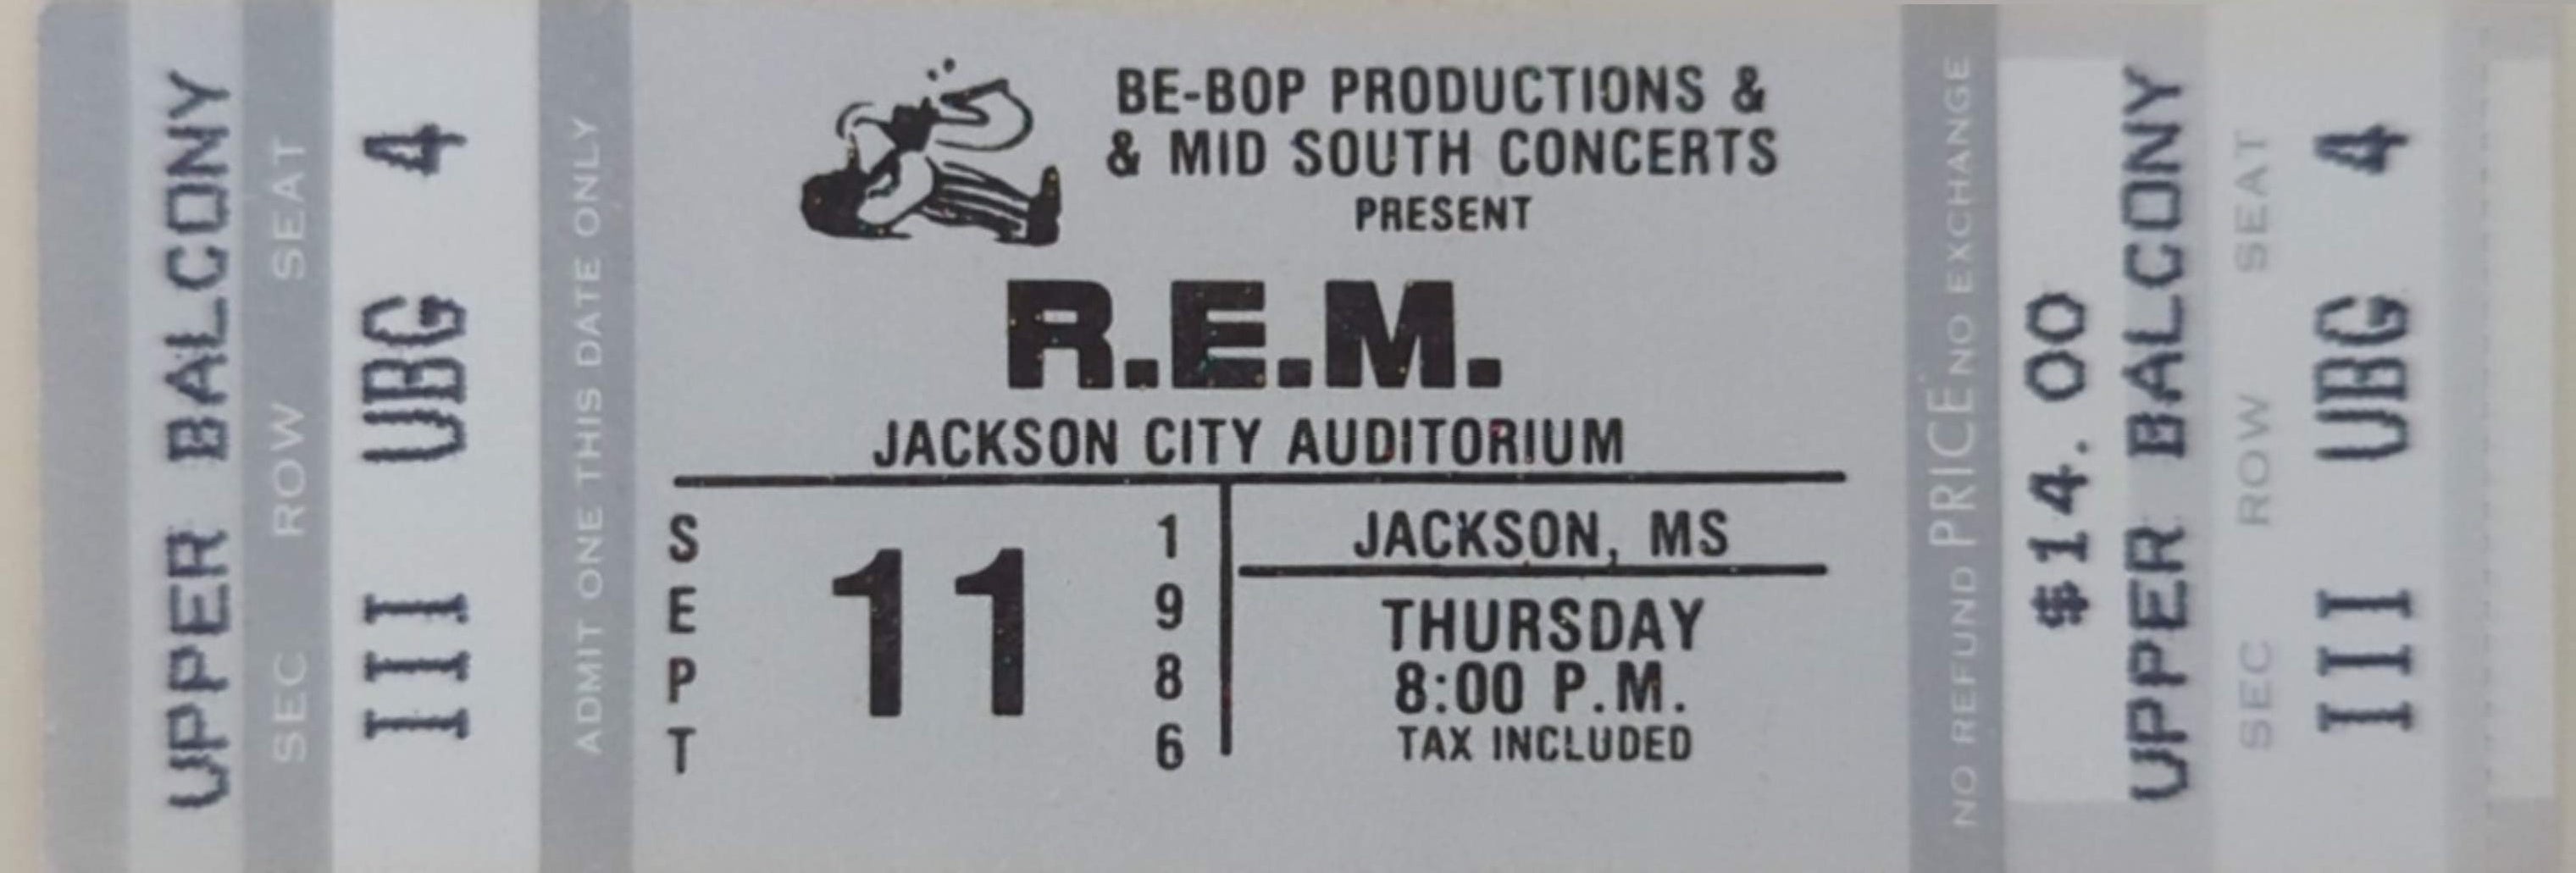 UPPER BALCONY
SEC ROW SEAT
III UBG 4
ADMIT ONE THIS DATE ONLY
BE-BOP PRODUCTIONS &
& MID SOUTH CONCERTS
PRESENT
R.E.M.
JACKSON CITY AUDITORIUM
SEPT 11 1986
JACKSON, MS
THURSDAY
8:00 P.M.
TAX INCLUDED
NO REFUND PRICE NO EXCHANGE
$14.00
UPPER BALCONY
SEC ROW SEAT
III UBG 4